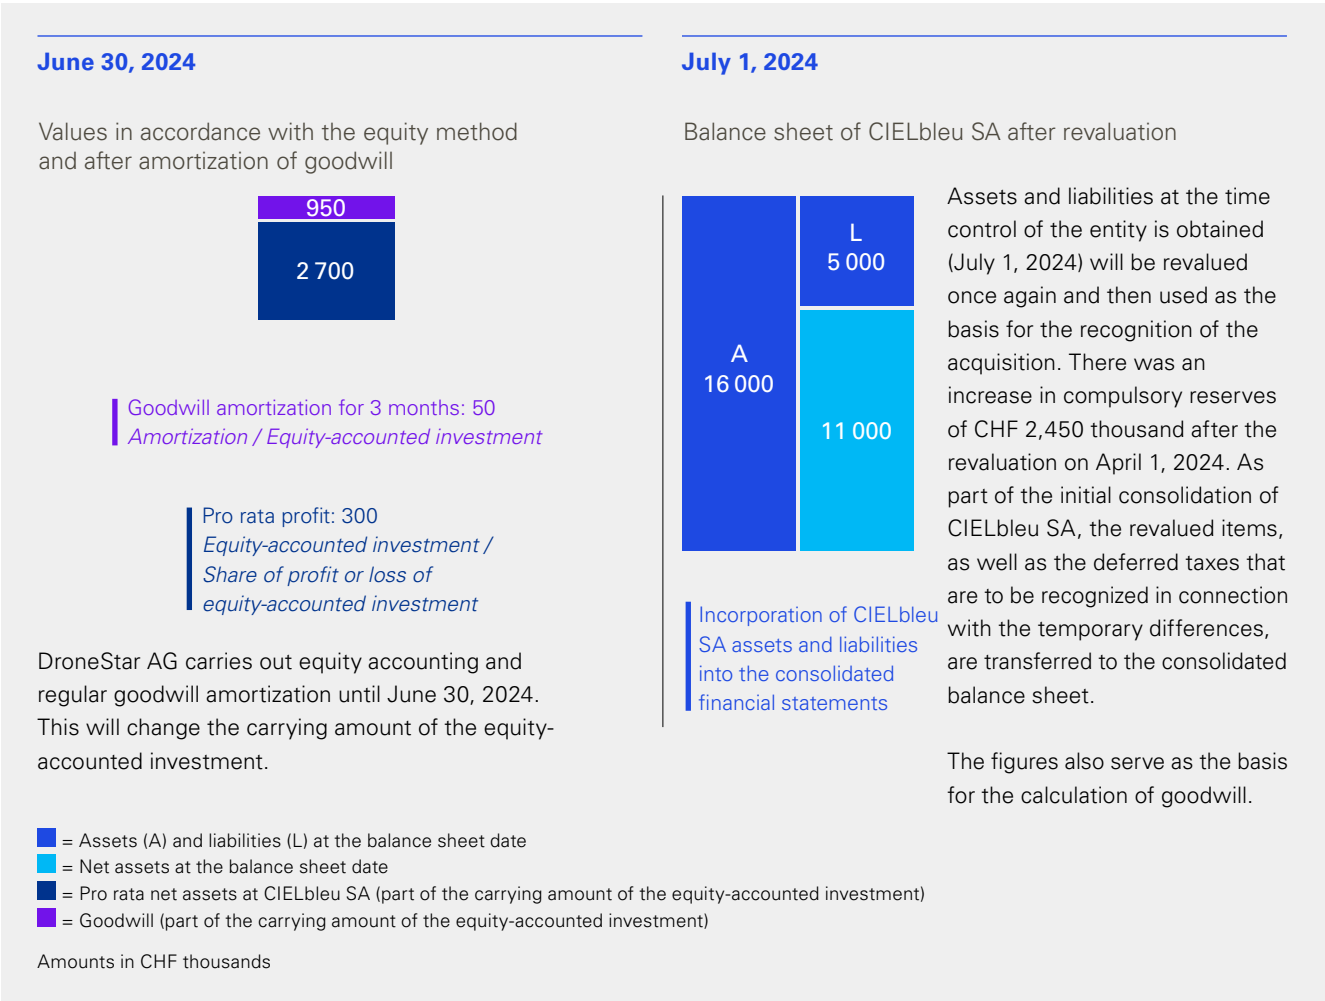 June 30, 2024
Values in accordance with the equity method
and after amortization of goodwill
950
2 700
Goodwill amortization for 3 months: 50
Amortization / Equity-accounted investment
Pro rata profit: 300
Equity-accounted investment /
Share of profit or loss of
equity-accounted investment
DroneStar AG carries out equity accounting and
regular goodwill amortization until June 30, 2024.
This will change the carrying amount of the equity-
accounted investment.
July 1, 2024
Balance sheet of CIELbleu SA after revaluation
A
16 000
L
5 000
11 000
Incorporation of CIELbleu
SA assets and liabilities
into the consolidated
financial statements
Assets and liabilities at the time
control of the entity is obtained
(July 1, 2024) will be revalued
once again and then used as the
basis for the recognition of the
acquisition. There was an
increase in compulsory reserves
of CHF 2,450 thousand after the
revaluation on April 1, 2024. As
part of the initial consolidation of
CIELbleu SA, the revalued items,
as well as the deferred taxes that
are to be recognized in connection
with the temporary differences,
are transferred to the consolidated
balance sheet.
The figures also serve as the basis
for the calculation of goodwill.
= Assets (A) and liabilities (L) at the balance sheet date
= Net assets at the balance sheet date
= Pro rata net assets at CIELbleu SA (part of the carrying amount of the equity-accounted investment)
= Goodwill (part of the carrying amount of the equity-accounted investment)
Amounts in CHF thousands